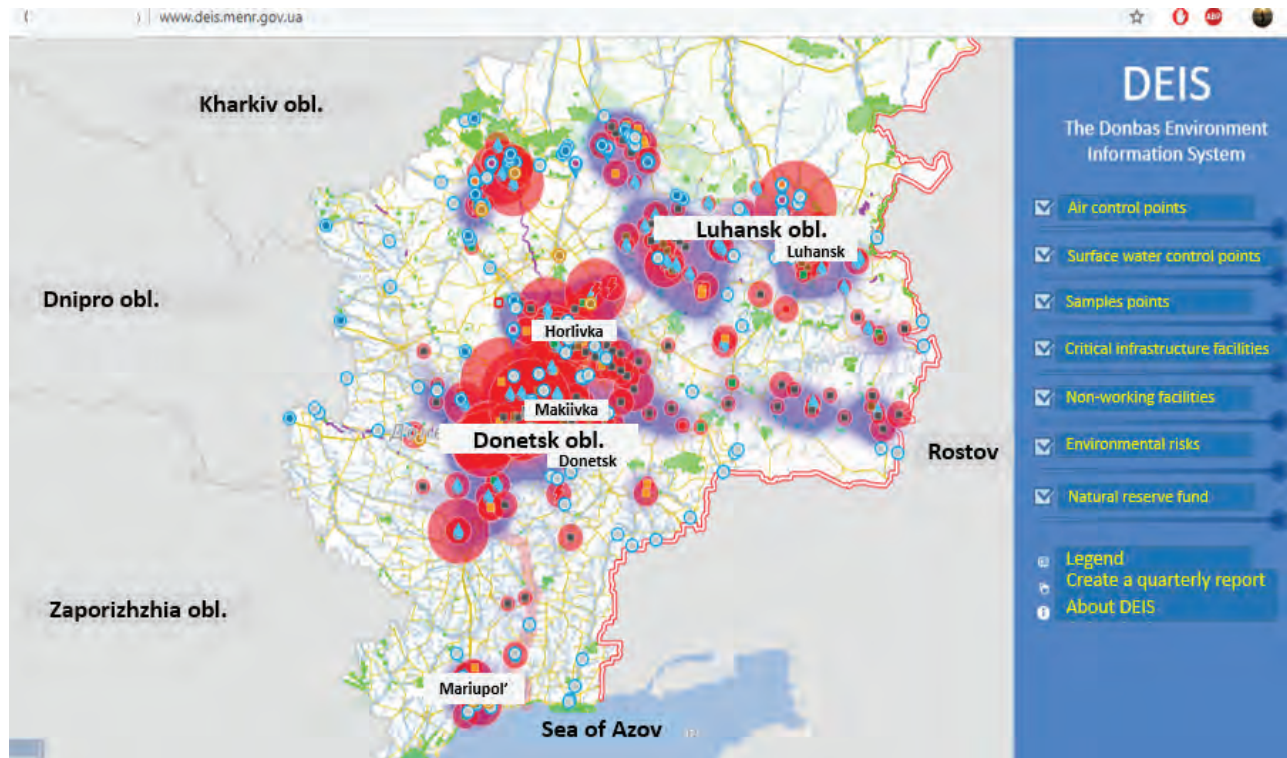 www.deis.menr.gov.ua
ABP
DEIS
The Donbas Environment
Information System
Air control points
Surface water control points
Samples points
Critical infrastructure facilities
Non-working facilities
Environmental risks
Natural reserve fund
Legend
Create a quarterly report
About DEIS
Kharkiv obl.
Luhansk obl.
Luhansk
Dnipro obl.
Horlivka
Makiivka
Donetsk obl.
Donetsk
Rostov
Zaporizhzhia obl.
Mariupol’
Sea of Azov